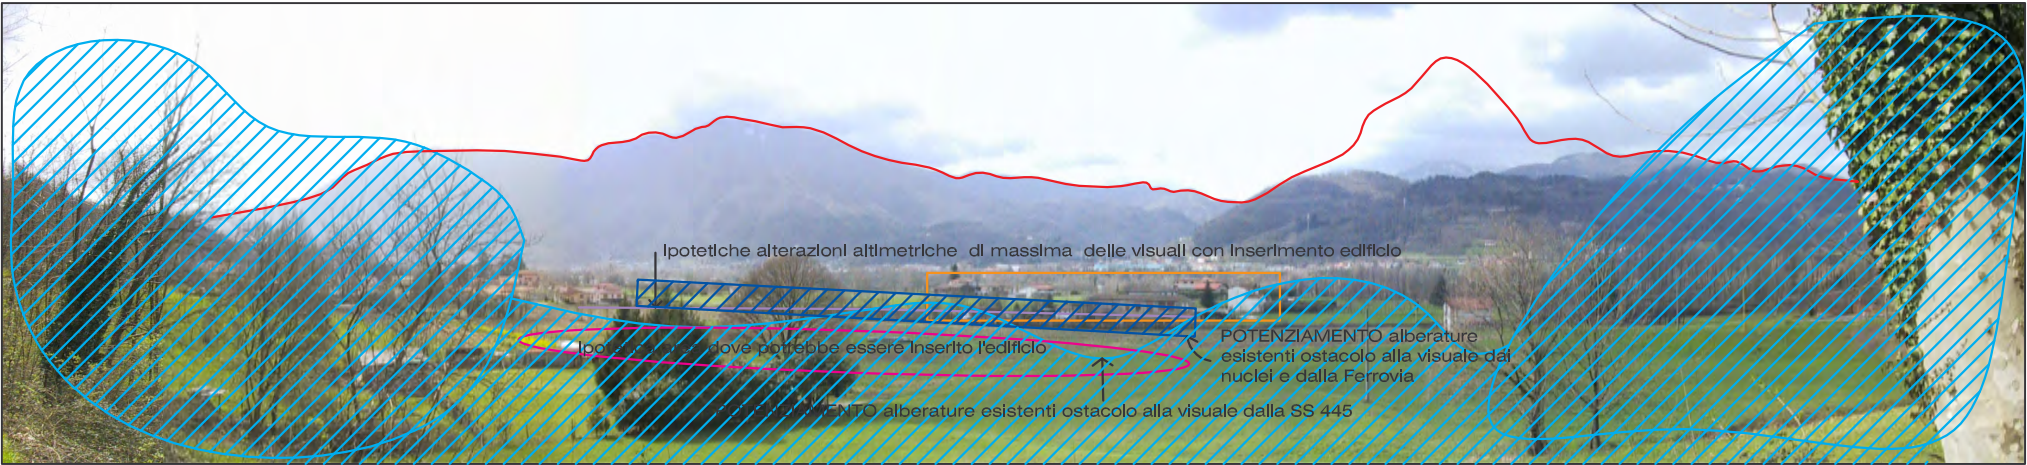 Ipotetiche alterazioni altimetriche di massima delle visuali con inserimento edificio
dove potrebbe essere inserito l'edificio
POTENZIAMENTO alberature
esistenti ostacolo alla visuale dai
nuclei e dalla Ferrovia
alberature esistenti ostacolo alla visuale dalla SS 445